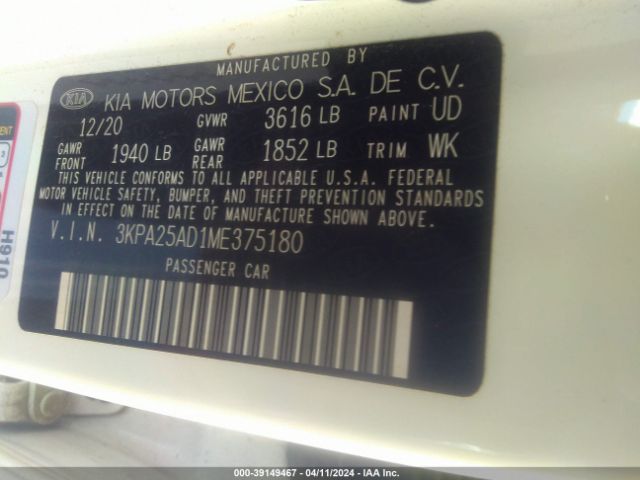 MANUFACTURED BY
KIA KIA MOTORS MEXICO S.A. DE C.V.
12/20 GVWR 3616 LB PAINT UD
GAWR FRONT 1940 LB GAWR REAR 1852 LB TRIM WK
THIS VEHICLE CONFORMS TO ALL APPLICABLE U.S.A. FEDERAL
MOTOR VEHICLE SAFETY, BUMPER, AND THEFT PREVENTION STANDARDS
IN EFFECT ON THE DATE OF MANUFACTURE SHOWN ABOVE.
V.I.N. 3KPA25AD1ME375180
PASSENGER CAR
H910
000-39149467 - 04/11/2024 - IAA Inc.